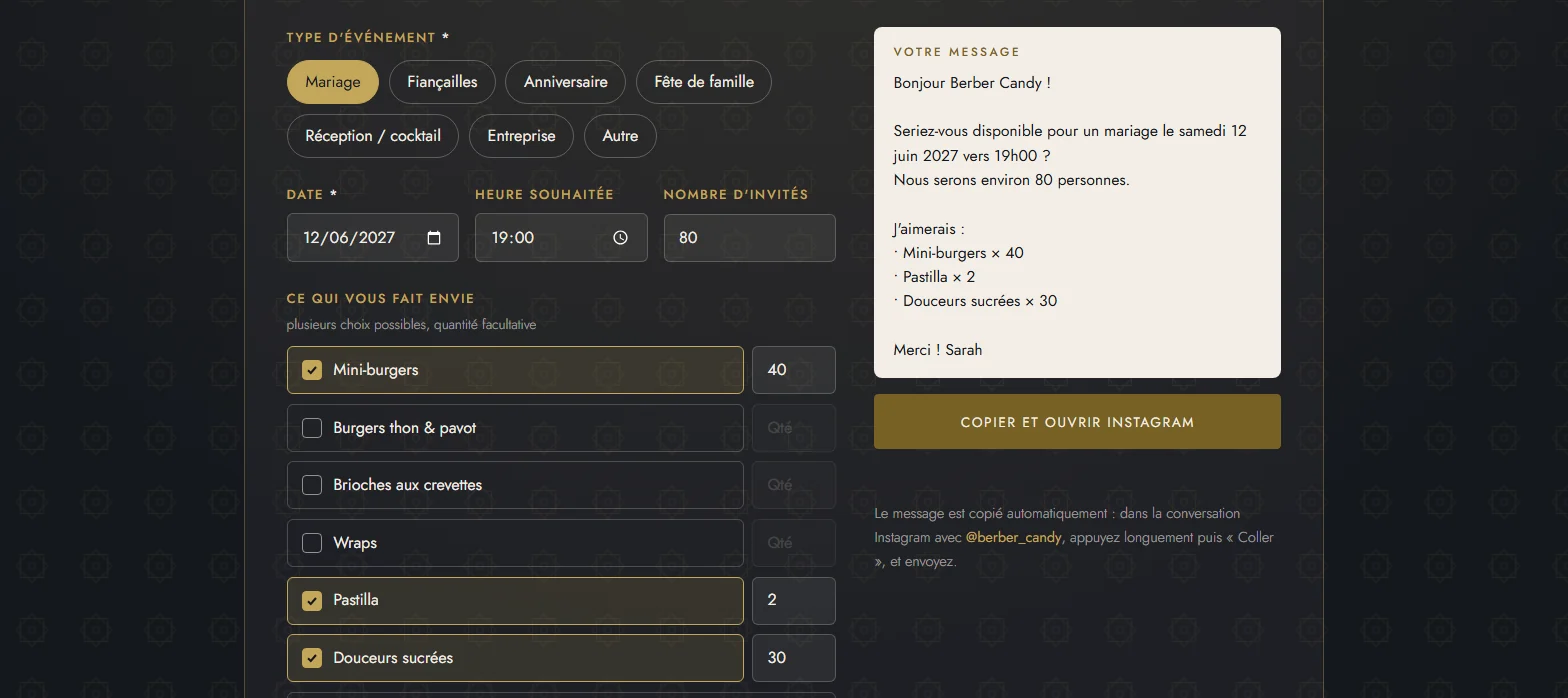 TYPE D'ÉVÉNEMENT *
Mariage
Fiançailles
Anniversaire
Fête de famille
Réception / cocktail
Entreprise
Autre
DATE *
HEURE SOUHAITÉE
NOMBRE D'INVITÉS
12/06/2027
19:00
80
CE QUI VOUS FAIT ENVIE
plusieurs choix possibles, quantité facultative
Mini-burgers
40
Burgers thon & pavot
Qté
Brioches aux crevettes
Qté
Wraps
Qté
Pastilla
2
Douceurs sucrées
30
VOTRE MESSAGE
Bonjour Berber Candy !
Seriez-vous disponible pour un mariage le samedi 12
juin 2027 vers 19h00 ?
Nous serons environ 80 personnes.
J'aimerais :
· Mini-burgers × 40
· Pastilla × 2
· Douceurs sucrées × 30
Merci ! Sarah
COPIER ET OUVRIR INSTAGRAM
Le message est copié automatiquement : dans la conversation
Instagram avec @berber_candy, appuyez longuement puis « Coller
», et envoyez.